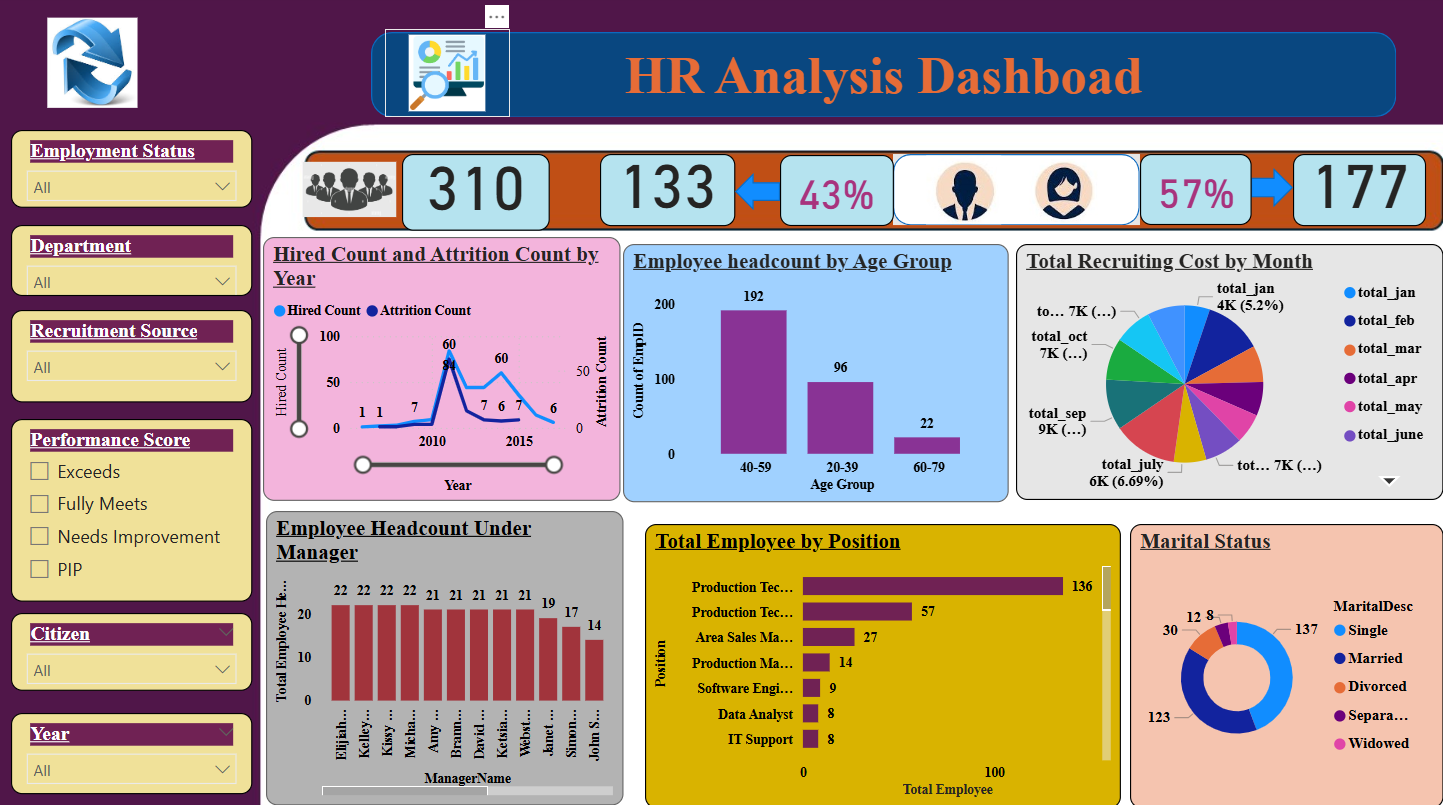 HR Analysis Dashboad
Employment Status
All
Department
All
Recruitment Source
All
Performance Score
Exceeds
Fully Meets
Needs Improvement
PIP
Citizen
All
Year
All
310
133
43%
57%
177
Hired Count and Attrition Count by
Year
Hired Count
Attrition Count
100
50
0
Hired Count
1
1
7
60
84
60
7
6
7
6
50
0
Attrition Count
2010
2015
Year
Employee headcount by Age Group
Count of EmpID
200
100
0
192
96
22
40-59
20-39
60-79
Age Group
Total Recruiting Cost by Month
total_jan
4K (5.2%)
to... 7K (...)
total_oct
7K (...)
total_sep
9K (...)
total_july
6K (6.69%)
tot... 7K (...)
total_jan
total_feb
total_mar
total_apr
total_may
total_june
Employee Headcount Under
Manager
Total Employee He...
20
10
0
22
22
22
22
21
21
21
21
21
19
17
14
Elijiah...
Kelley...
Kissy ...
Micha...
Amy ...
Brann...
David ...
Ketsia...
Webst...
Janet ...
Simon...
John S...
ManagerName
Total Employee by Position
Position
Production Tec... 136
Production Tec... 57
Area Sales Ma... 27
Production Ma... 14
Software Engi... 9
Data Analyst 8
IT Support 8
0
100
Total Employee
Marital Status
137
123
30
12
8
MaritalDesc
Single
Married
Divorced
Separa...
Widowed